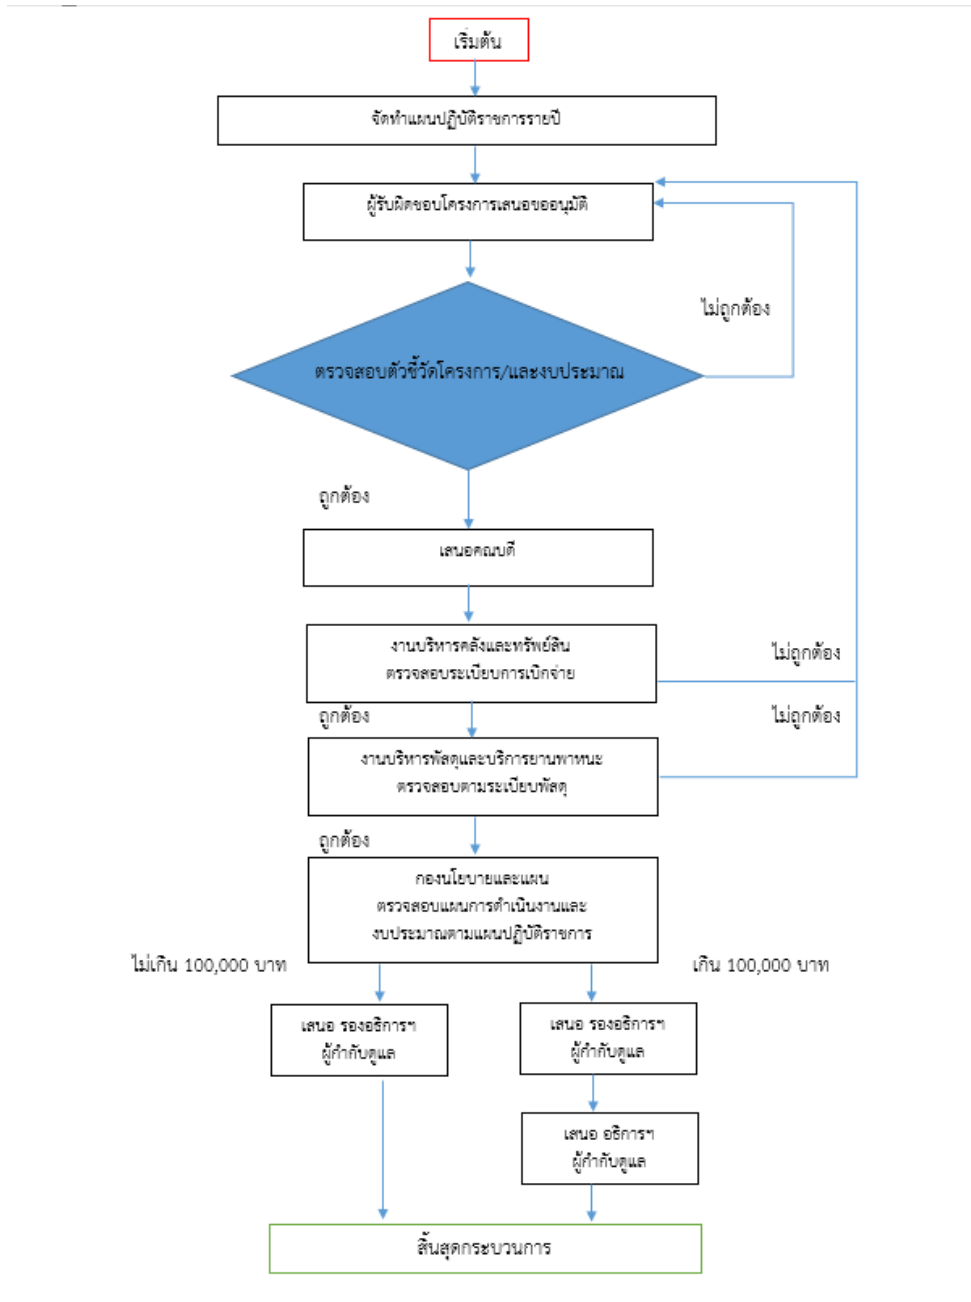 เริ่มต้น
จัดทำแผนปฏิบัติราชการรายปี
ผู้รับผิดชอบโครงการเสนอขออนุมัติ
ไม่ถูกต้อง
ตรวจสอบตัวชี้วัดโครงการ/และงบประมาณ
ถูกต้อง
เสนอคณบดี
งานบริหารคลังและทรัพย์สิน
ตรวจสอบระเบียบการเบิกจ่าย
ไม่ถูกต้อง
ถูกต้อง
ไม่ถูกต้อง
งานบริหารพัสดุและบริการยานพาหนะ
ตรวจสอบตามระเบียบพัสดุ
ถูกต้อง
กองนโยบายและแผน
ตรวจสอบแผนการดำเนินงานและ
งบประมาณตามแผนปฏิบัติราชการ
ไม่เกิน 100,000 บาท
เกิน 100,000 บาท
เสนอ รองอธิการฯ
ผู้กำกับดูแล
เสนอ รองอธิการฯ
ผู้กำกับดูแล
เสนอ อธิการฯ
ผู้กำกับดูแล
สิ้นสุดกระบวนการ